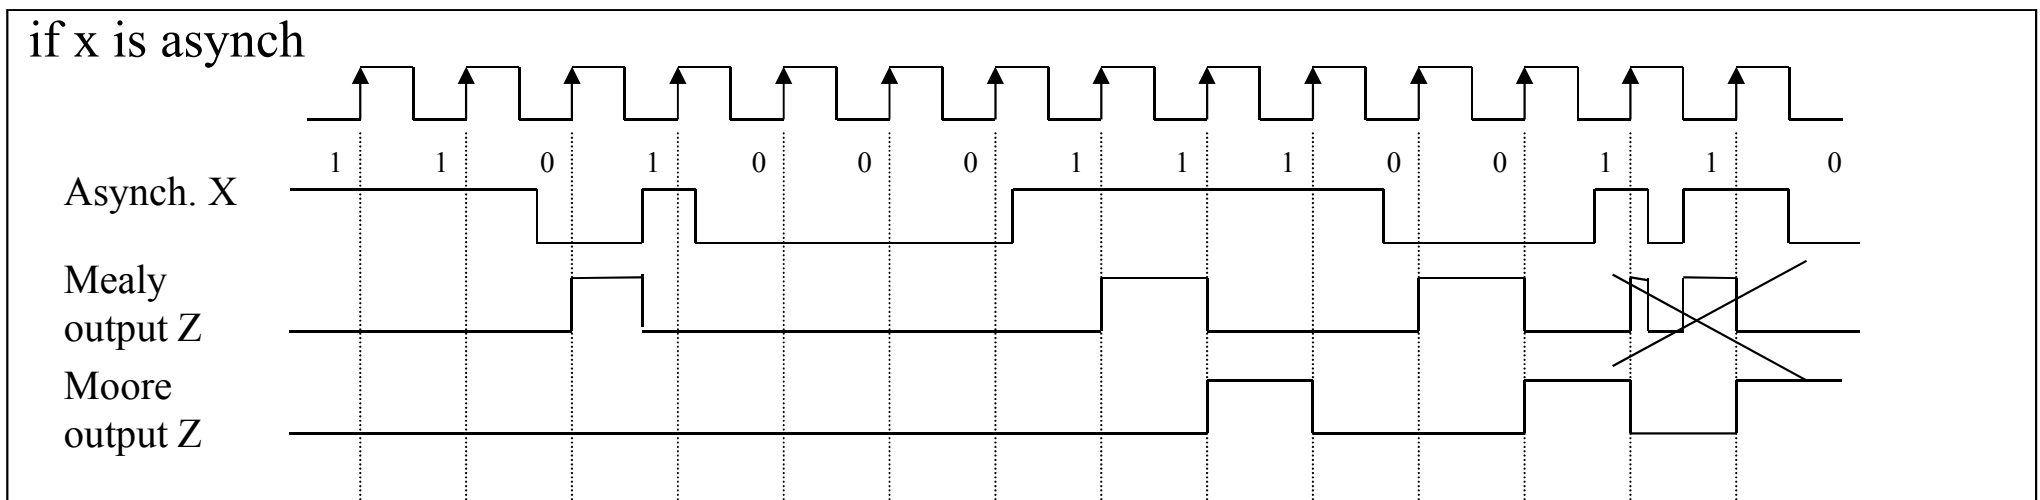 if x is asynch
1 1 0 1 0 0 0 1 1 1 0 0 1 1 0
Asynch. X
Mealy
output Z
Moore
output Z